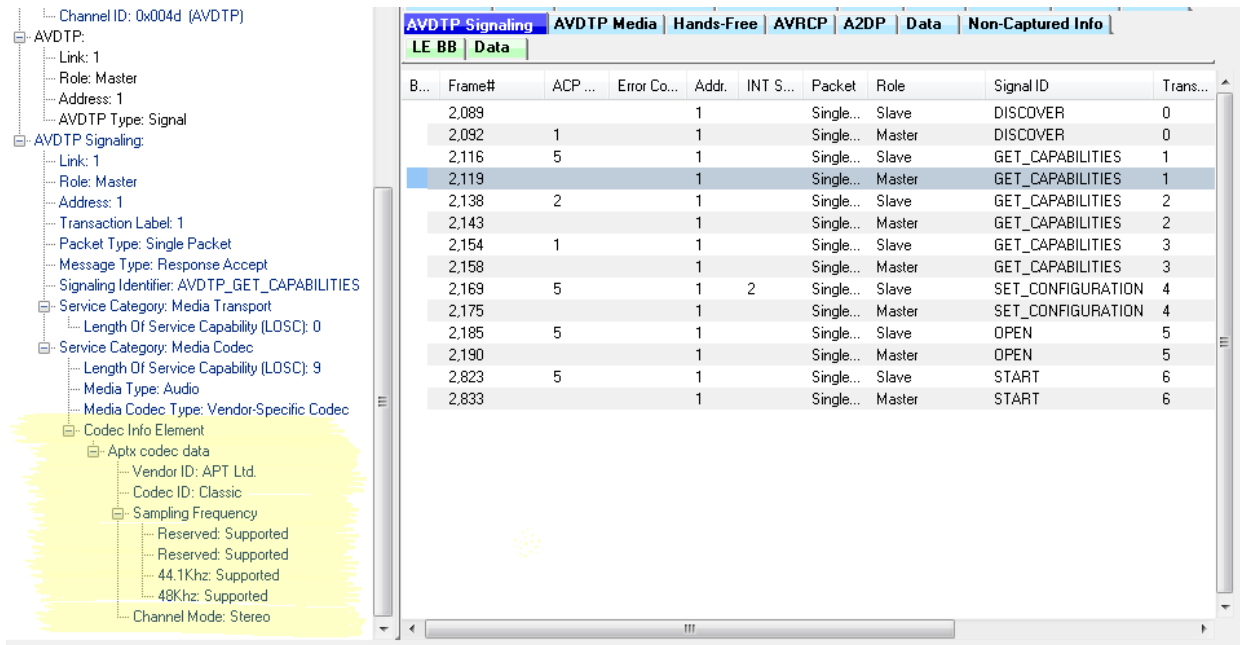 Channel ID: 0x004d (AVDTP)
AVDTP:
Link: 1
Role: Master
Address: 1
AVDTP Type: Signal
AVDTP Signaling:
Link: 1
Role: Master
Address: 1
Transaction Label: 1
Packet Type: Single Packet
Message Type: Response Accept
Signaling Identifier: AVDTP_GET_CAPABILITIES
Service Category: Media Transport
Length Of Service Capability (LOSC): 0
Service Category: Media Codec
Length Of Service Capability (LOSC): 9
Media Type: Audio
Media Codec Type: Vendor-Specific Codec
Codec Info Element
Aptx codec data
Vendor ID: APT Ltd.
Codec ID: Classic
Sampling Frequency
Reserved: Supported
Reserved: Supported
44.1Khz: Supported
48Khz: Supported
Channel Mode: Stereo
AVDTP Signaling AVDTP Media Hands-Free AVRCP A2DP Data Non-Captured Info
LE BB Data
B... Frame# ACP ... Error Co... Addr. INT S... Packet Role Signal ID Trans...
2,089 1 Single... Slave DISCOVER 0
2,092 1 1 Single... Master DISCOVER 0
2,116 5 1 Single... Slave GET_CAPABILITIES 1
2,119 1 Single... Master GET_CAPABILITIES 1
2,138 2 1 Single... Slave GET_CAPABILITIES 2
2,143 1 Single... Master GET_CAPABILITIES 2
2,154 1 1 Single... Slave GET_CAPABILITIES 3
2,158 1 Single... Master GET_CAPABILITIES 3
2,169 5 1 2 Single... Slave SET_CONFIGURATION 4
2,175 1 Single... Master SET_CONFIGURATION 4
2,185 5 1 Single... Slave OPEN 5
2,190 1 Single... Master OPEN 5
2,823 5 1 Single... Slave START 6
2,833 1 Single... Master START 6